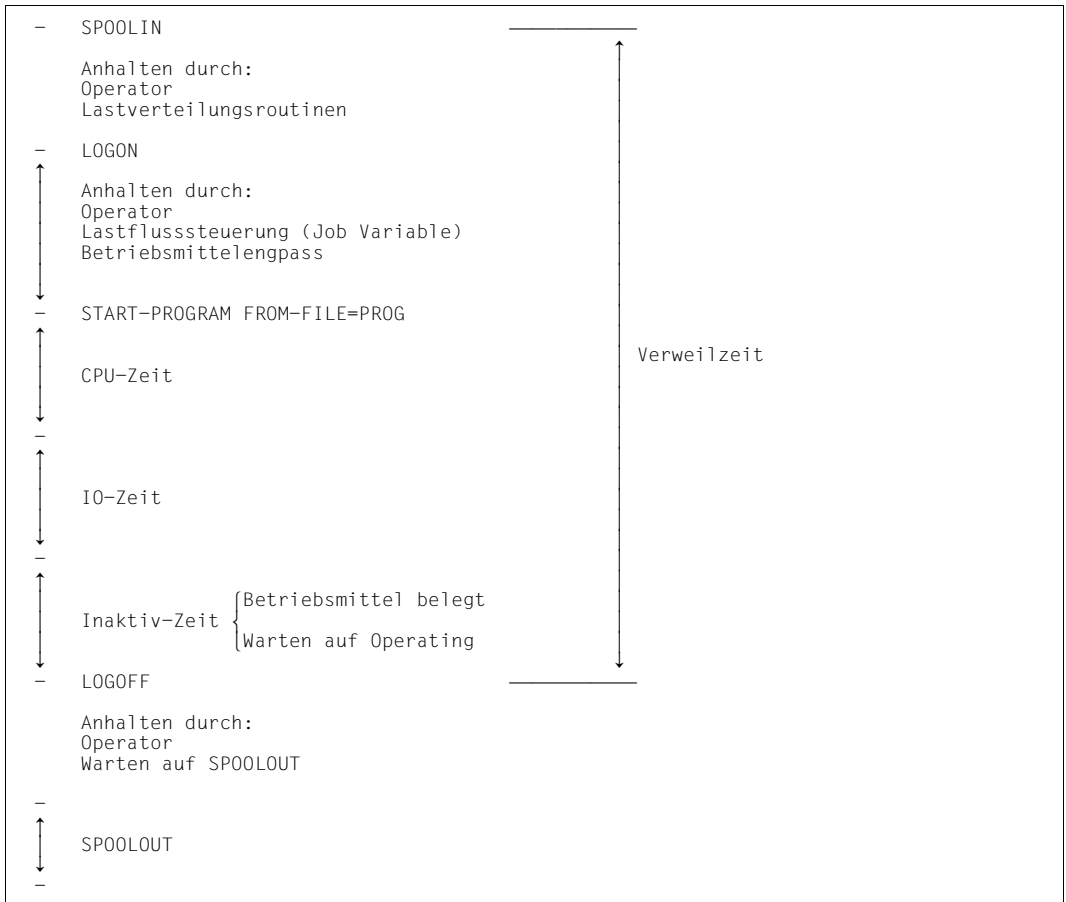 – SPOOLIN
Anhalten durch:
Operator
Lastverteilungsroutinen
– LOGON
Anhalten durch:
Operator
Lastflusssteuerung (Job Variable)
Betriebsmittelengpass
– START-PROGRAM FROM-FILE=PROG
Verweilzeit
CPU-Zeit
–
IO-Zeit
–
Betriebsmittel belegt
Inaktiv-Zeit {
Warten auf Operating
– LOGOFF
Anhalten durch:
Operator
Warten auf SPOOLOUT
–
SPOOLOUT
–